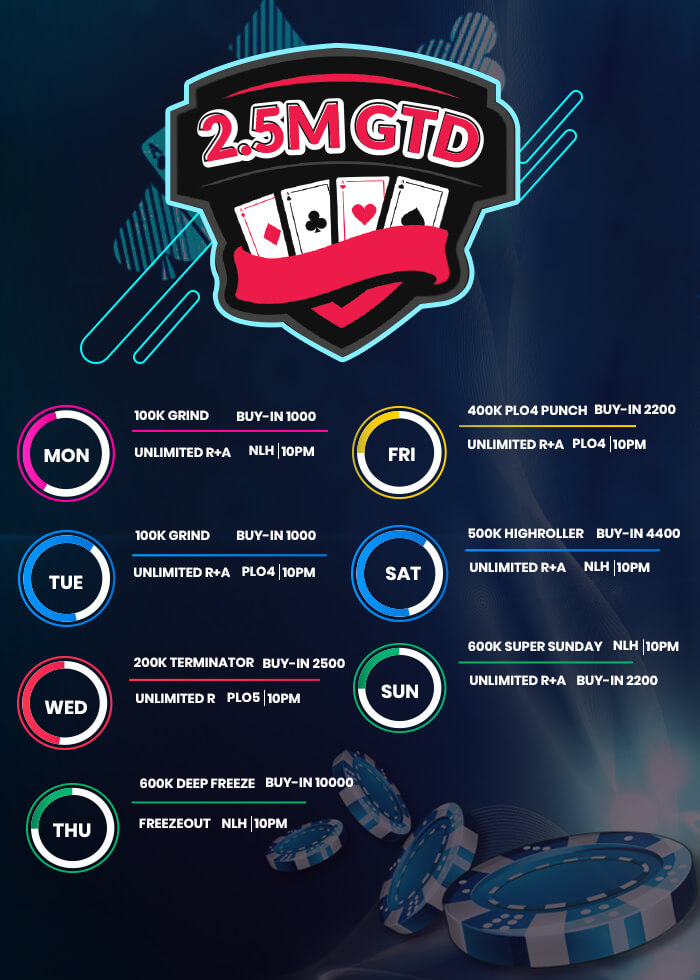 2.5M GTD
MON
100K GRIND BUY-IN 1000
UNLIMITED R+A NLH | 10PM
TUE
100K GRIND BUY-IN 1000
UNLIMITED R+A PLO4 | 10PM
WED
200K TERMINATOR BUY-IN 2500
UNLIMITED R PLO5 | 10PM
THU
600K DEEP FREEZE BUY-IN 10000
FREEZEOUT NLH | 10PM
FRI
400K PLO4 PUNCH BUY-IN 2200
UNLIMITED R+A PLO4 | 10PM
SAT
500K HIGHROLLER BUY-IN 4400
UNLIMITED R+A NLH | 10PM
SUN
600K SUPER SUNDAY NLH | 10PM
UNLIMITED R+A BUY-IN 2200